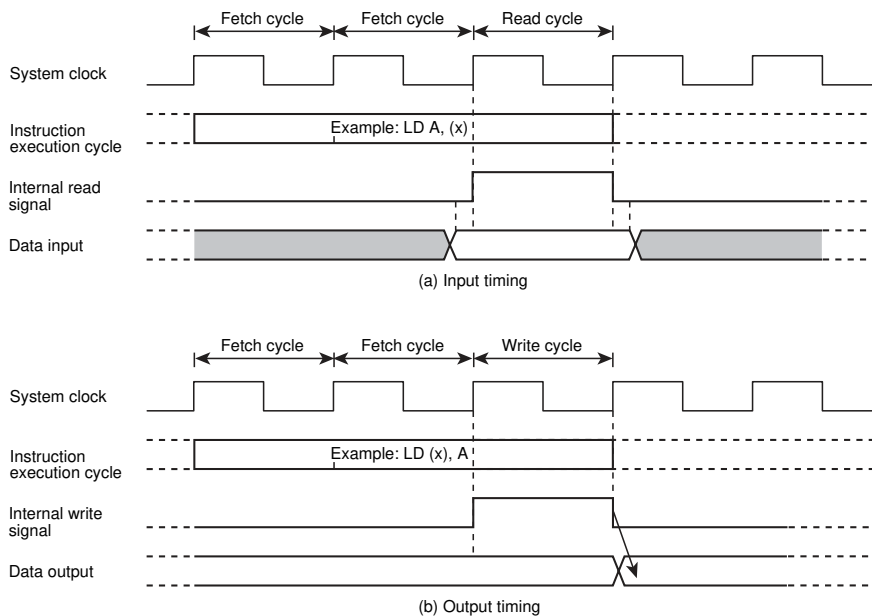 Fetch cycle Fetch cycle Read cycle
System clock
Instruction
execution cycle
Example: LD A, (x)
Internal read
signal
Data input
(a) Input timing
Fetch cycle Fetch cycle Write cycle
System clock
Instruction
execution cycle
Example: LD (x), A
Internal write
signal
Data output
(b) Output timing